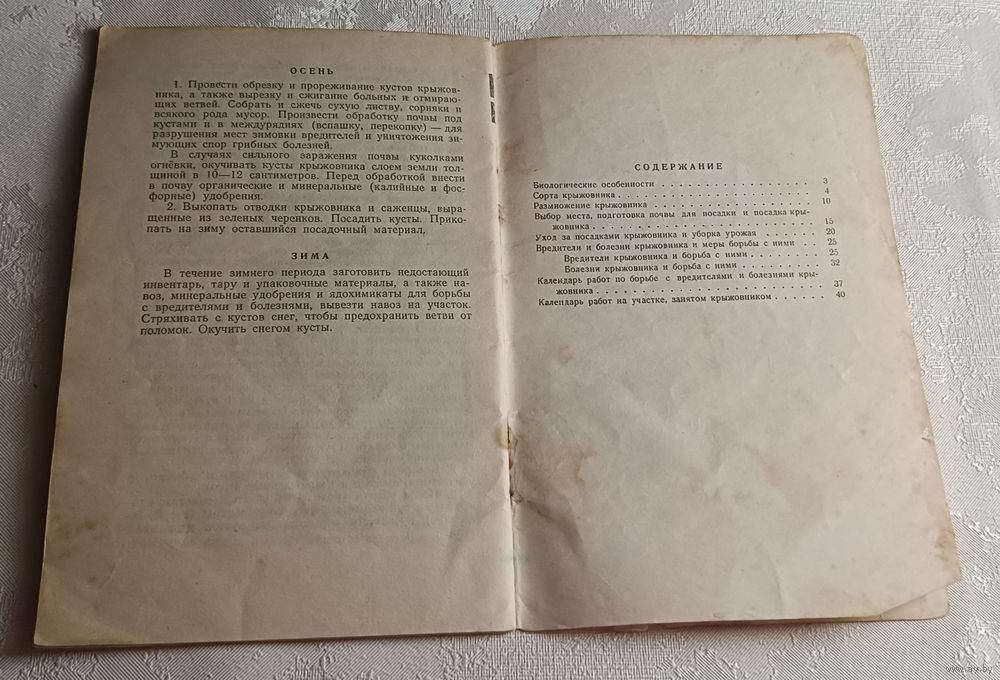 ОСЕНЬ
1. Провести обрезку и прореживание кустов крыжов-
ника, а также вырезку и сжигание больных и отмираю-
щих ветвей. Собрать и сжечь сухую листву, сорняки и
всякого рода мусор. Произвести обработку почвы под
кустами и в междурядиях (вспашку, перекопку) — для
разрушения мест зимовки вредителей и уничтожения зи-
мующих спор грибных болезней.
В случаях сильного заражения почвы куколками
огнёвки, окучивать кусты крыжовника слоем земли тол-
щиной в 10—12 сантиметров. Перед обработкой внести
в почву органические и минеральные (калийные и фос-
форные) удобрения.
2. Выкопать отводки крыжовника и саженцы, выра-
щенные из зеленых черенков. Посадить кусты. Прико-
пать на зиму оставшийся посадочный материал.
ЗИМА
В течение зимнего периода заготовить недостающий
инвентарь, тару и упаковочные материалы, а также на-
воз, минеральные удобрения и ядохимикаты для борьбы
с вредителями и болезнями, вывезти навоз на участок.
Стряхивать с кустов снег, чтобы предохранить ветви от
поломок. Окучить снегом кусты.
СОДЕРЖАНИЕ
Биологические особенности . . . . . . . . . . . . . . . . . 3
Сорта крыжовника . . . . . . . . . . . . . . . . . . . . . 4
Размножение крыжовника . . . . . . . . . . . . . . . . . 10
Выбор места, подготовка почвы для посадки и посадка кры-
жовника . . . . . . . . . . . . . . . . . . . . . . . 15
Уход за посадками крыжовника и уборка урожая . . . . . . 20
Вредители и болезни крыжовника и меры борьбы с ними . . 25
Вредители крыжовника и борьба с ними . . . . . . . 25
Болезни крыжовника и борьба с ними . . . . . . . . 32
Календарь работ по борьбе с вредителями и болезнями кры-
жовника . . . . . . . . . . . . . . . . . . . . . . . 37
Календарь работ на участке, занятом крыжовником . . . . . . 40
www.av.by